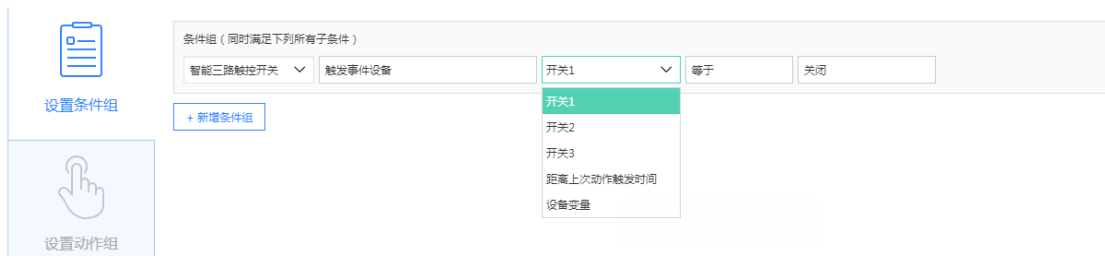 条件组（同时满足下列所有子条件）
智能三路触控开关 触发事件设备 开关1 等于 关闭
设置条件组
+ 新增条件组
开关1
开关2
开关3
距离上次动作触发时间
设备变量
设置动作组